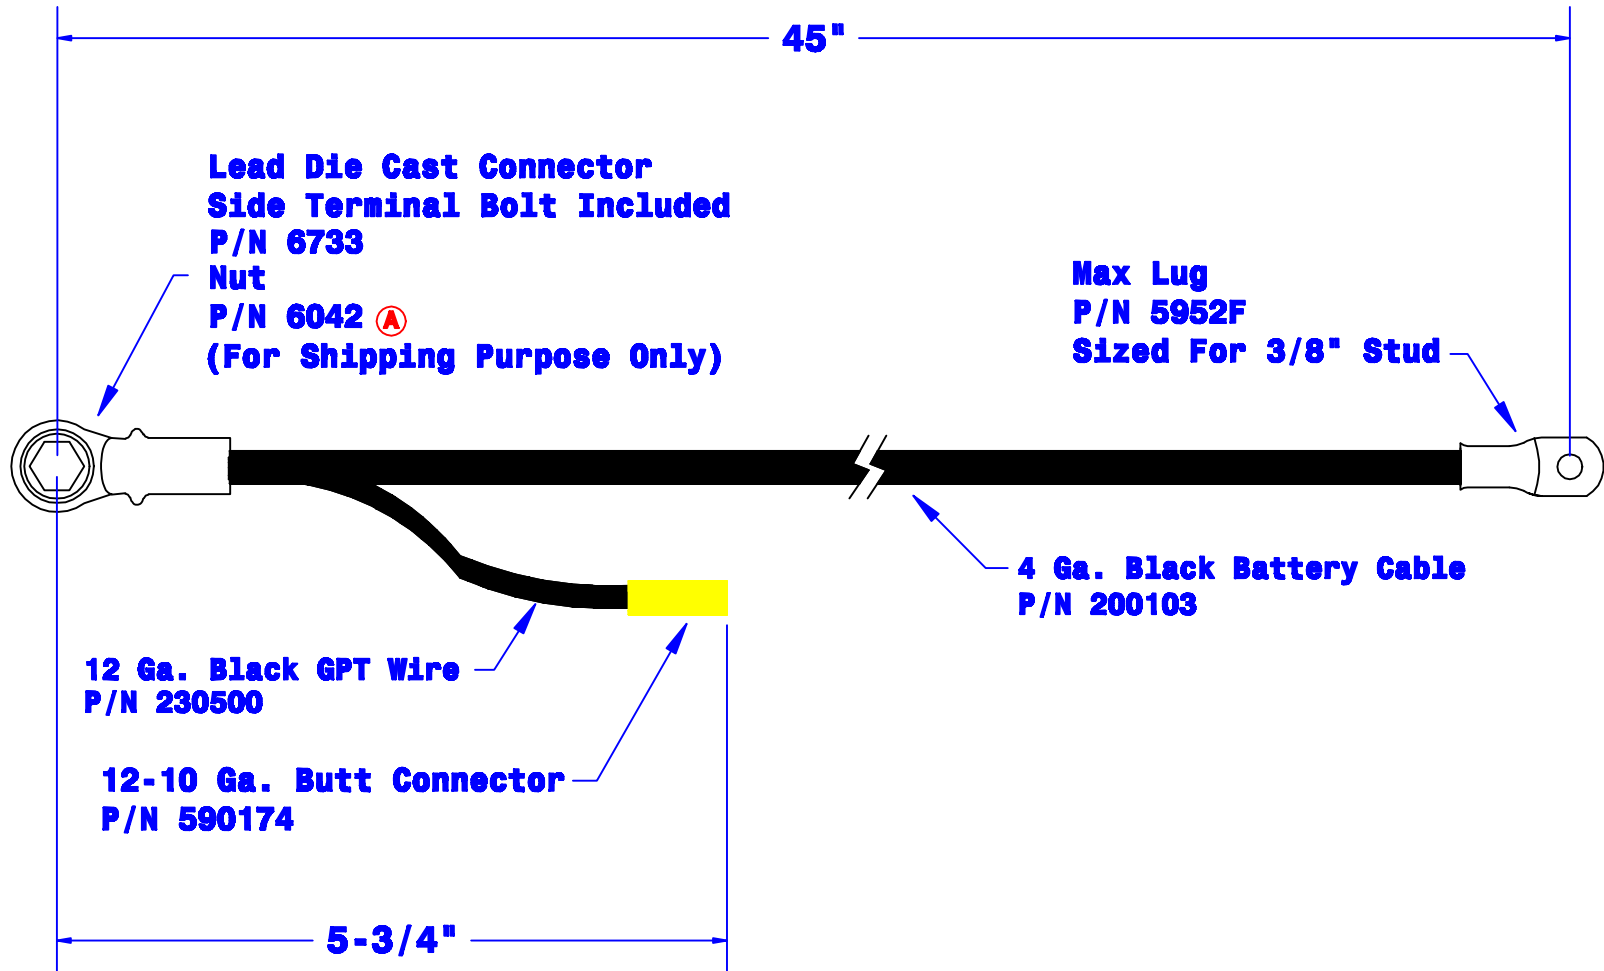 45"
Lead Die Cast Connector
Side Terminal Bolt Included
P/N 6733
Nut
P/N 6042 A
(For Shipping Purpose Only)
Max Lug
P/N 5952F
Sized For 3/8" Stud
4 Ga. Black Battery Cable
P/N 200103
12 Ga. Black GPT Wire
P/N 230500
12-10 Ga. Butt Connector
P/N 590174
5-3/4"